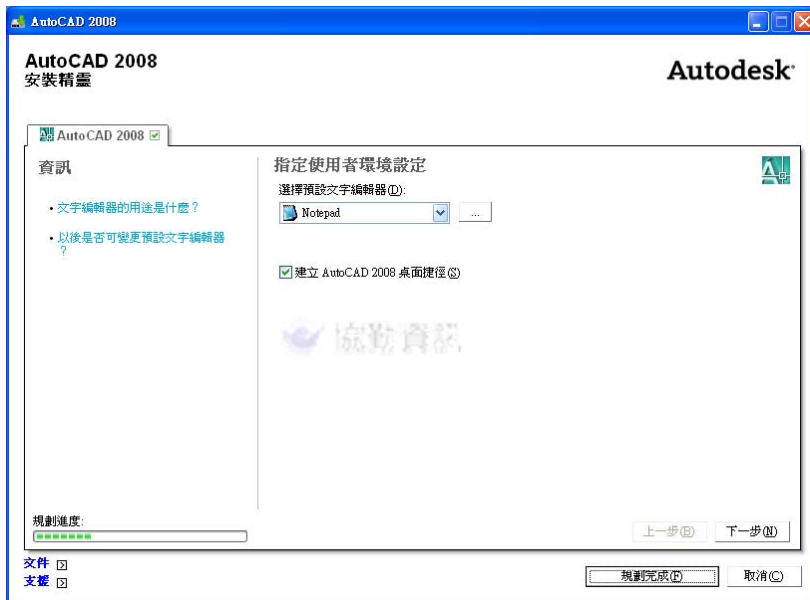 AutoCAD 2008
AutoCAD 2008
安裝精靈
Autodesk
AutoCAD 2008
資訊
• 文字編輯器的用途是什麼?
• 以後是否可變更預設文字編輯器
?
指定使用者環境設定
選擇預設文字編輯器(D):
Notepad
...
建立 AutoCAD 2008 桌面捷徑(S)
協勤資訊
規劃進度:
上一步(B)
下一步(N)
文件
支援
規劃完成(F)
取消(C)